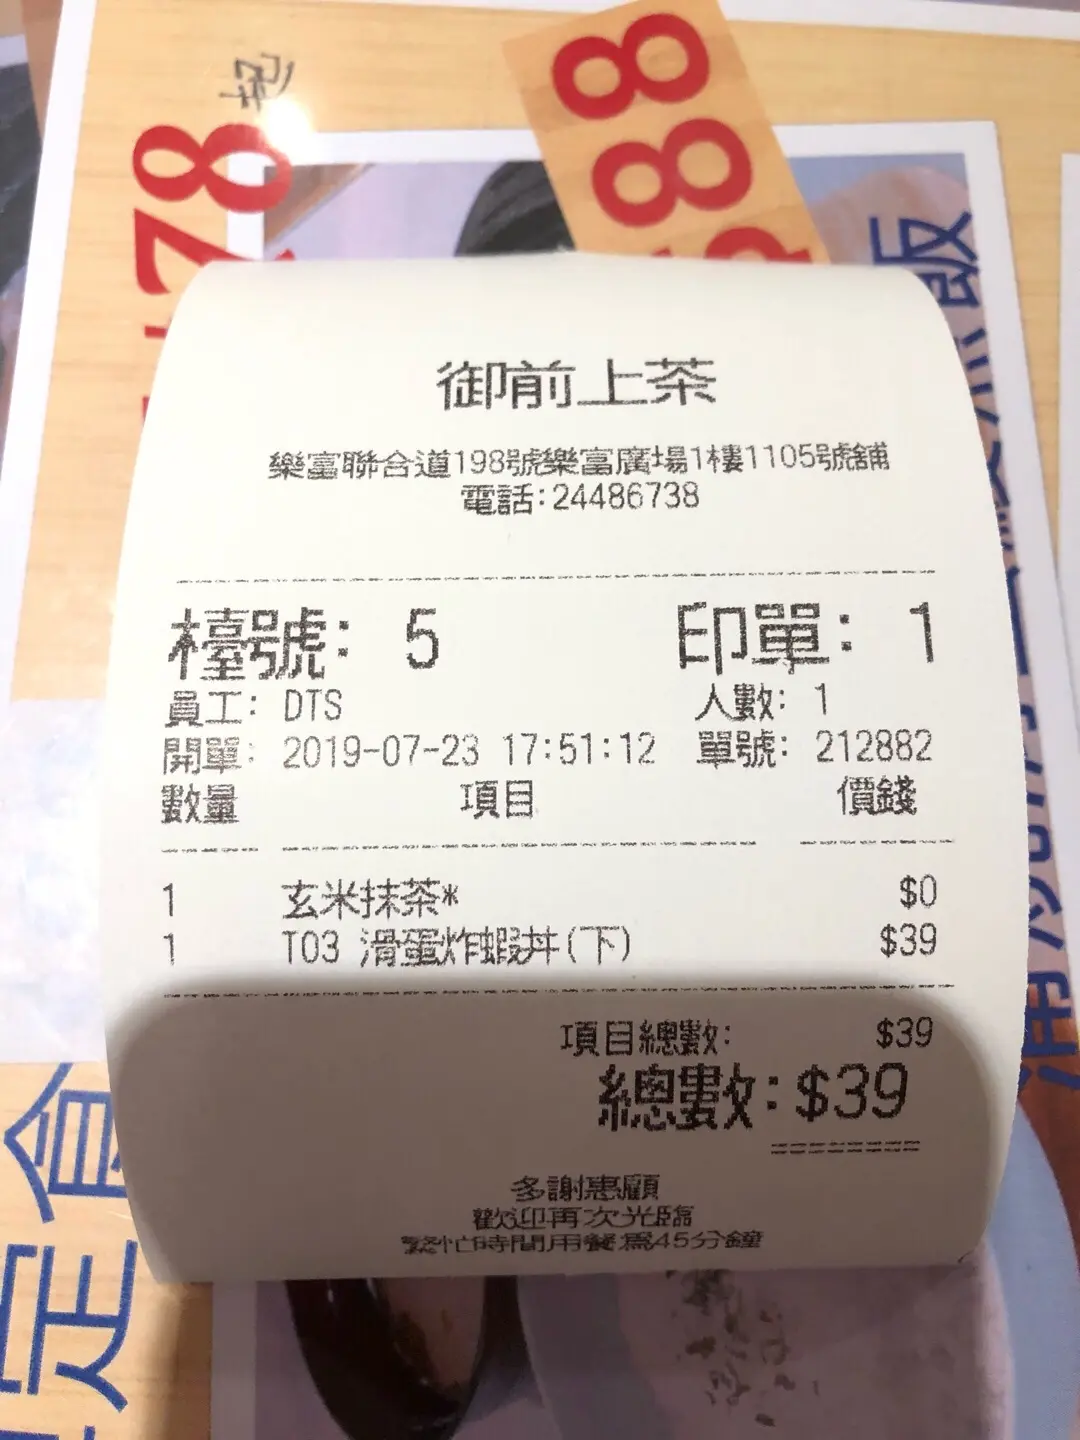 御前上茶
樂富聯合道198號樂富廣場1樓1105號舖
電話:24486738
檯號: 5 印單: 1
員工: DTS 人數: 1
開單: 2019-07-23 17:51:12 單號: 212882
數量 項目 價錢
1 玄米抹茶* $0
1 T03 滑蛋炸蝦丼(下) $39
項目總數: $39
總數:$39
多謝惠顧
歡迎再次光臨
繁忙時間用餐為45分鐘
78
88
飯
定食